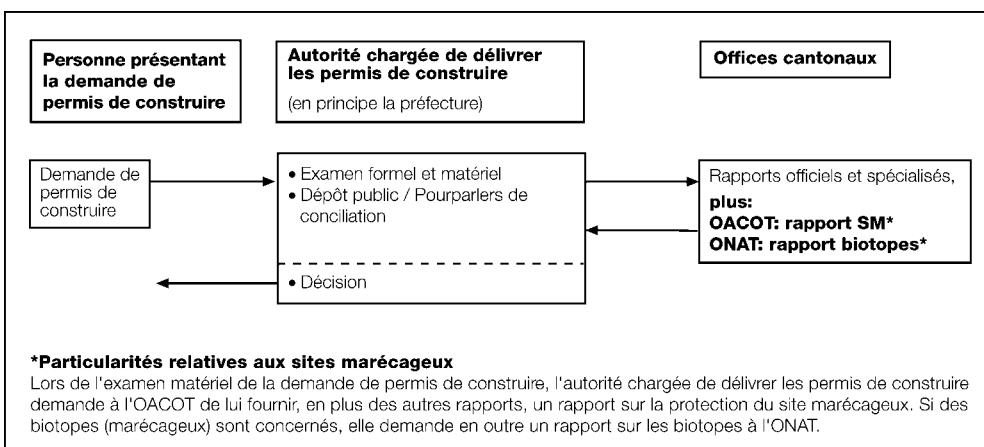 Personne présentant
la demande de
permis de construire
Autorité chargée de délivrer
les permis de construire
(en principe la préfecture)
Offices cantonaux
Demande de
permis de
construire
• Examen formel et matériel
• Dépôt public / Pourparlers de
conciliation
• Décision
Rapports officiels et spécialisés,
plus:
OACOT: rapport SM*
ONAT: rapport biotopes*
*Particularités relatives aux sites marécageux
Lors de l'examen matériel de la demande de permis de construire, l'autorité chargée de délivrer les permis de construire
demande à l'OACOT de lui fournir, en plus des autres rapports, un rapport sur la protection du site marécageux. Si des
biotopes (marécageux) sont concernés, elle demande en outre un rapport sur les biotopes à l'ONAT.